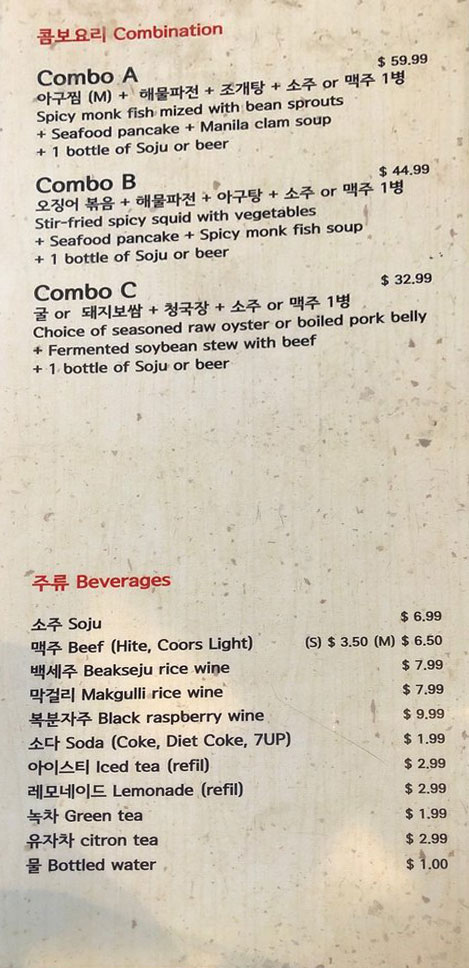 콤보요리 Combination
Combo A $ 59.99
아구찜 (M) + 해물파전 + 조개탕 + 소주 or 맥주 1병
Spicy monk fish mized with bean sprouts
+ Seafood pancake + Manila clam soup
+ 1 bottle of Soju or beer
Combo B $ 44.99
오징어 볶음 + 해물파전 + 아구탕 + 소주 or 맥주 1병
Stir-fried spicy squid with vegetables
+ Seafood pancake + Spicy monk fish soup
+ 1 bottle of Soju or beer
Combo C $ 32.99
굴 or 돼지보쌈 + 청국장 + 소주 or 맥주 1병
Choice of seasoned raw oyster or boiled pork belly
+ Fermented soybean stew with beef
+ 1 bottle of Soju or beer
주류 Beverages
소주 Soju $ 6.99
맥주 Beef (Hite, Coors Light) (S) $ 3.50 (M) $ 6.50
백세주 Beakseju rice wine $ 7.99
막걸리 Makgulli rice wine $ 7.99
복분자주 Black raspberry wine $ 9.99
소다 Soda (Coke, Diet Coke, 7UP) $ 1.99
아이스티 Iced tea (refil) $ 2.99
레모네이드 Lemonade (refil) $ 2.99
녹차 Green tea $ 1.99
유자차 citron tea $ 2.99
물 Bottled water $ 1.00